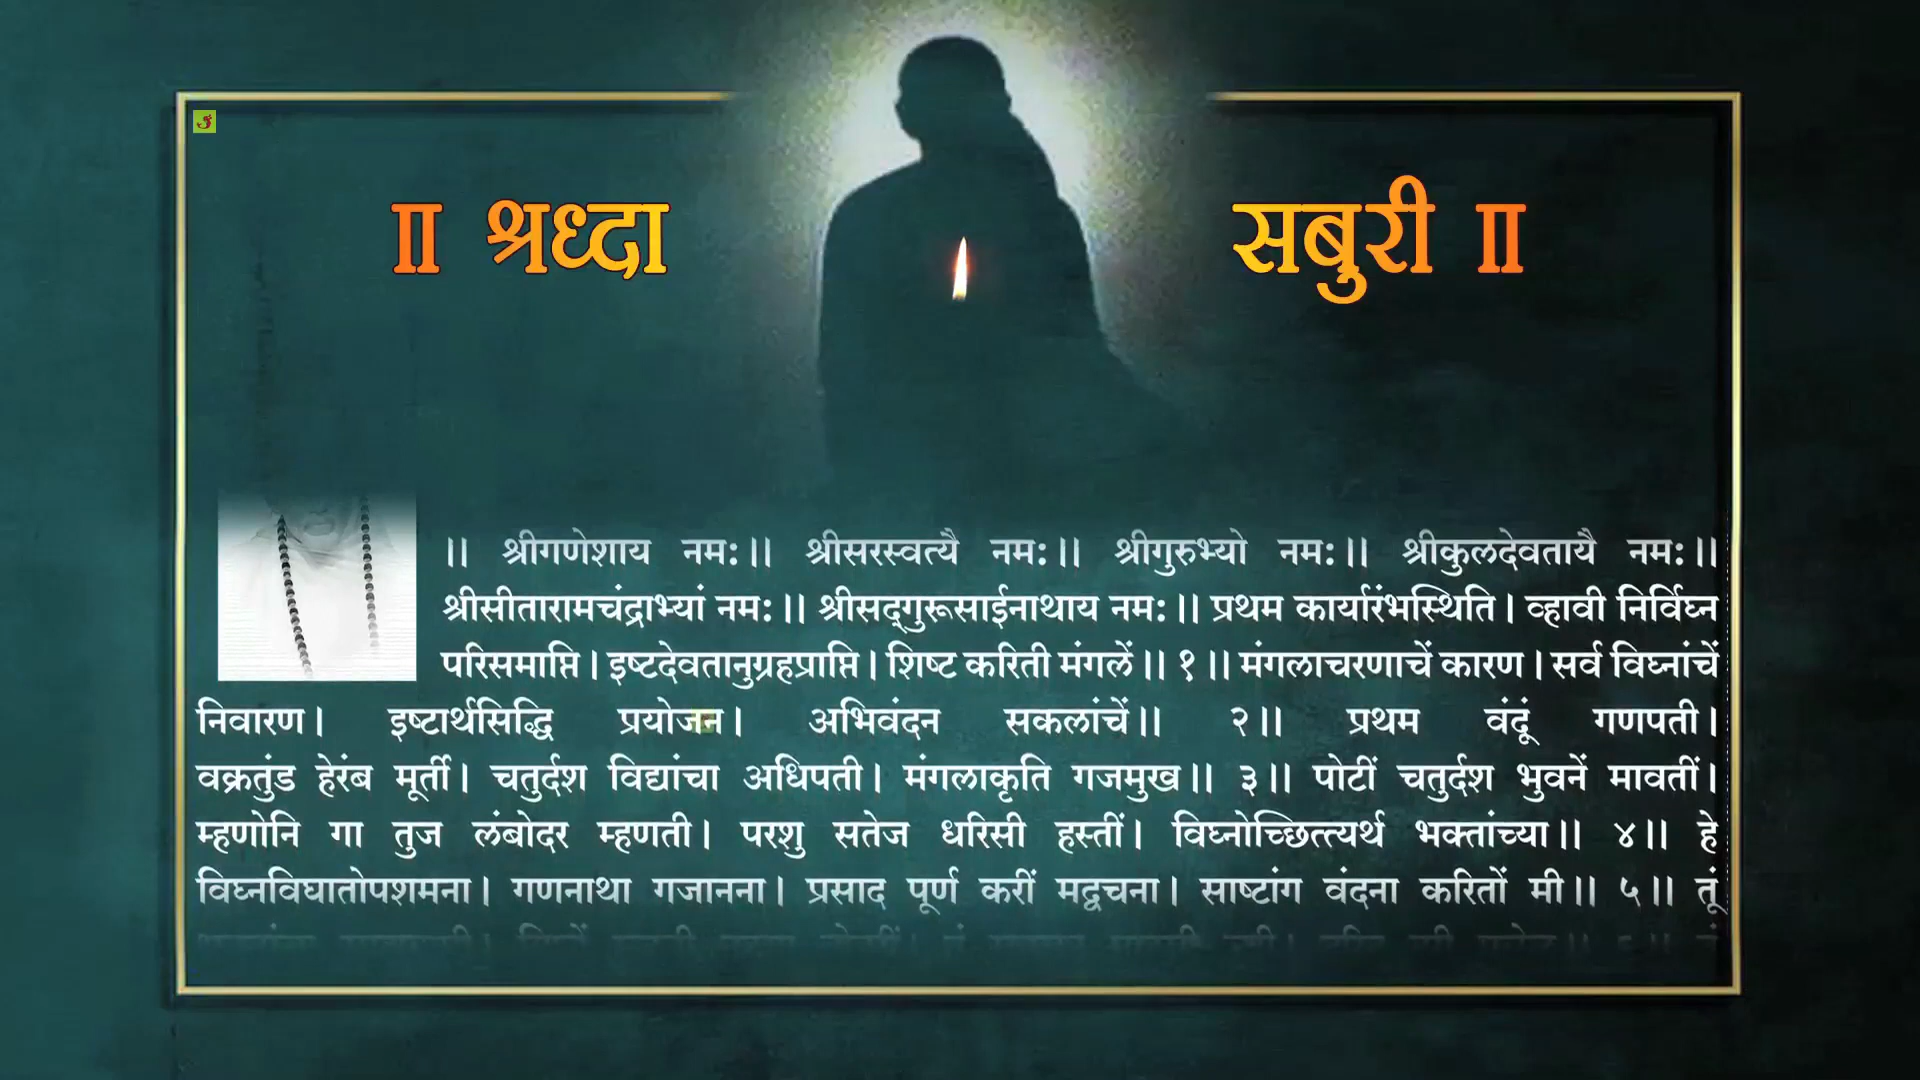 ॥ श्रध्दा सबुरी ॥
॥ श्रीगणेशाय नमः॥ श्रीसरस्वत्यै नमः॥ श्रीगुरुभ्यो नमः॥ श्रीकुलदेवतायै नमः॥
श्रीसीतारामचंद्राभ्यां नमः॥ श्रीसद्‌गुरूसाईनाथाय नमः॥ प्रथम कार्यारंभस्थिति। व्हावी निर्विघ्न
परिसमाप्ति। इष्टदेवतानुग्रहप्राप्ति। शिष्ट करिती मंगलें॥ १॥ मंगलाचरणाचें कारण। सर्व विघ्नांचें
निवारण। इष्टार्थसिद्धि प्रयोजन। अभिवंदन सकलांचें॥ २॥ प्रथम वंदूं गणपती।
वक्रतुंड हेरंब मूर्ती। चतुर्दश विद्यांचा अधिपती। मंगलाकृति गजमुख॥ ३॥ पोटीं चतुर्दश भुवनें मावतीं।
म्हणोनि गा तुज लंबोदर म्हणती। परशु सतेज धरिसी हस्तीं। विघ्नोच्छित्त्यर्थ भक्तांच्या॥ ४॥ हे
विघ्नविघातोपशमना। गणनाथा गजानना। प्रसाद पूर्ण करीं मद्वचना। साष्टांग वंदना करितों मी॥ ५॥ तूं